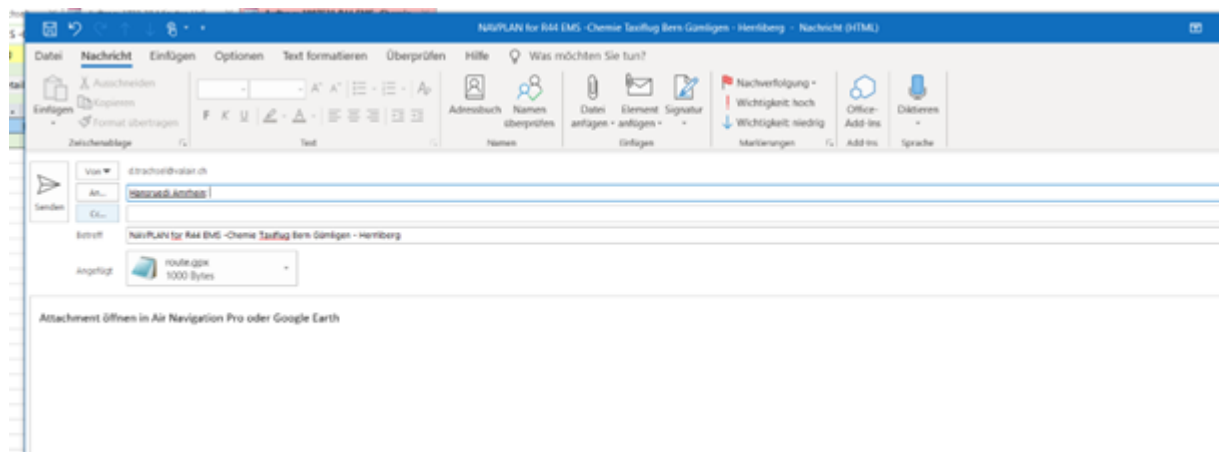 NAVPLAN for R44 EMS -Chemie Taxiflug Bern Gümligen - Herrliberg - Nachricht (HTML)
Datei Nachricht Einfügen Optionen Text formatieren Überprüfen Hilfe Was möchten Sie tun?
Einfügen
Ausschneiden
Kopieren
Format übertragen
Zwischenablage
F K U
Text
Adressbuch
Namen überprüfen
Namen
Datei anfügen
Element anfügen
Signatur
Einfügen
Nachverfolgung
Wichtigkeit: hoch
Wichtigkeit: niedrig
Markierungen
Office-Add-Ins
Add-Ins
Diktieren
Sprache
Senden
Von
An...
Cc...
Betreff NAVPLAN for R44 EMS -Chemie Taxiflug Bern Gümligen - Herrliberg
Angefügt
route.gpx
1000 Bytes
Attachment öffnen in Air Navigation Pro oder Google Earth